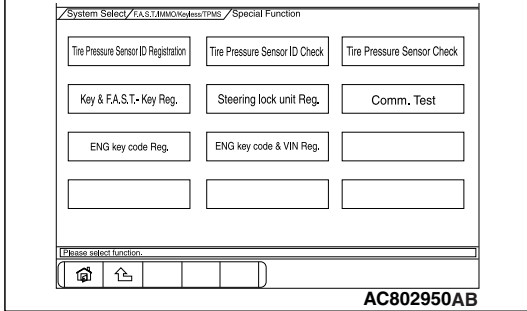 System Select/F.A.S.T./IMMO/Keyless/TPMS/Special Function
Tire Pressure Sensor ID Registration Tire Pressure Sensor ID Check Tire Pressure Sensor Check
Key & F.A.S.T.- Key Reg. Steering lock unit Reg. Comm. Test
ENG key code Reg. ENG key code & VIN Reg.
Please select function.
AC802950AB